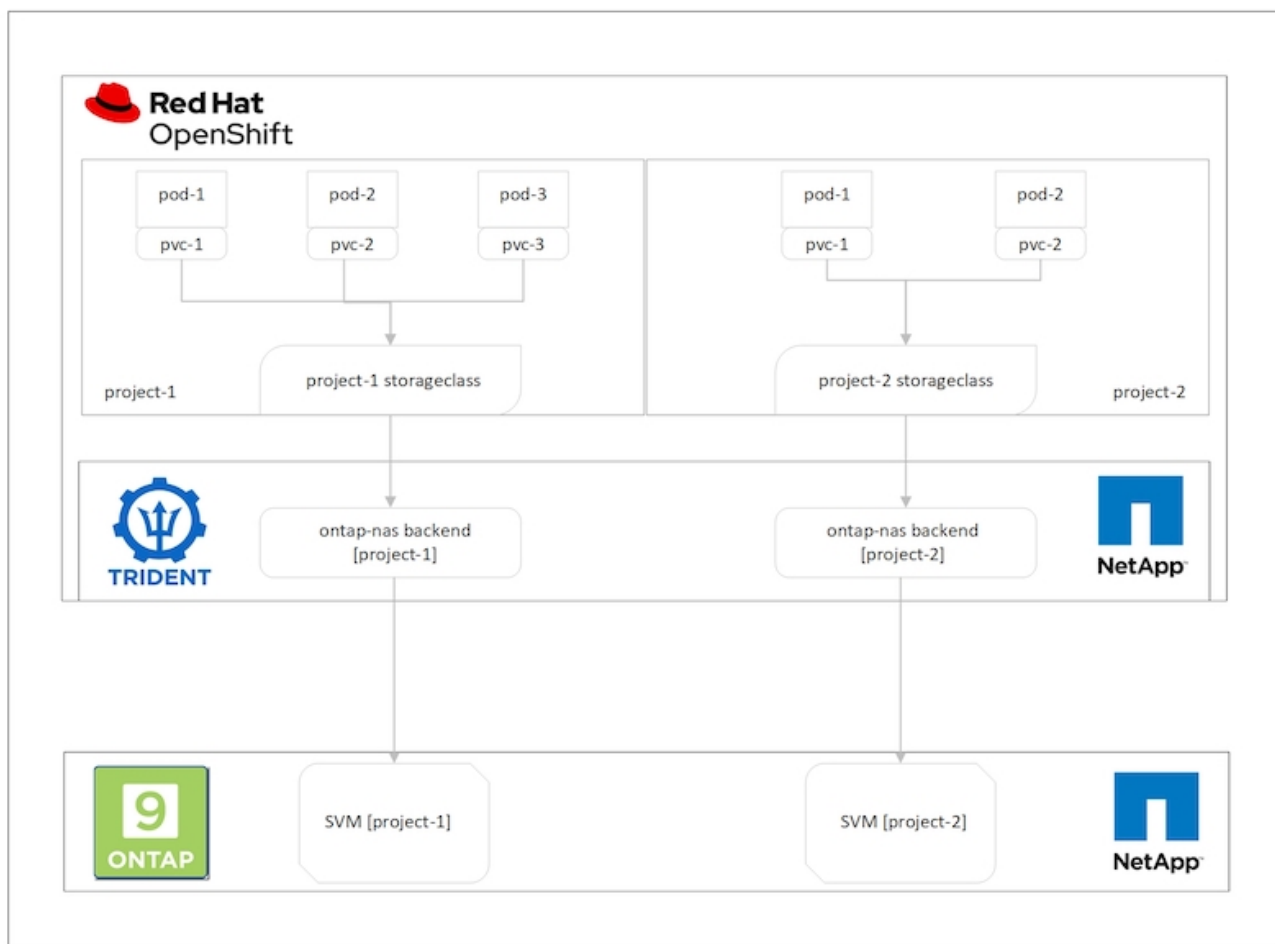 Red Hat
OpenShift
pod-1
pod-2
pod-3
pod-1
pod-2
pvc-1
pvc-2
pvc-3
pvc-1
pvc-2
project-1 storageclass
project-2 storageclass
project-1
project-2
TRIDENT
ontap-nas backend
[project-1]
ontap-nas backend
[project-2]
NetApp
9
ONTAP
SVM [project-1]
SVM [project-2]
NetApp